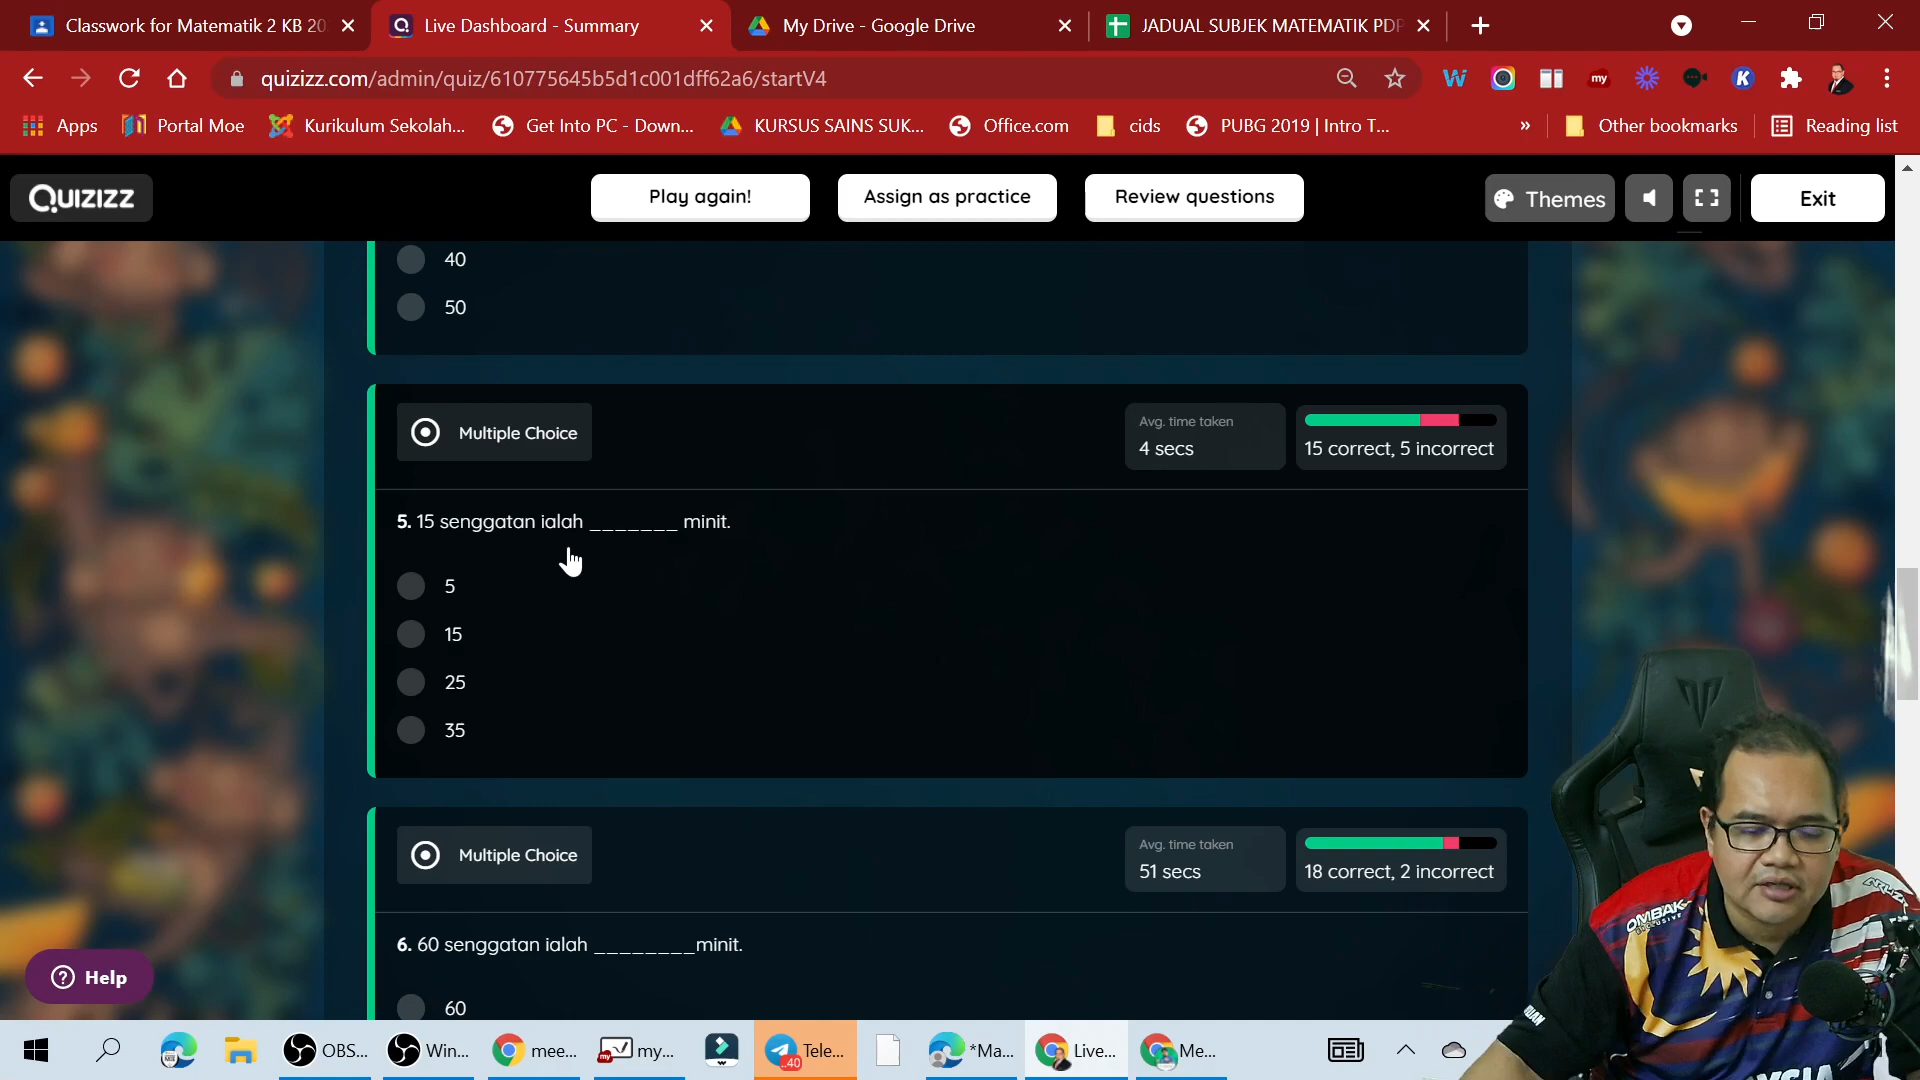 Classwork for Matematik 2 KB 20
Live Dashboard - Summary
My Drive - Google Drive
JADUAL SUBJEK MATEMATIK PDP
quizizz.com/admin/quiz/610775645b5d1c001dff62a6/startV4
Apps
Portal Moe
Kurikulum Sekolah...
Get Into PC - Down...
KURSUS SAINS SUK...
Office.com
cids
PUBG 2019 | Intro T...
»
Other bookmarks
Reading list
Quizizz
Play again!
Assign as practice
Review questions
Themes
Exit
40
50
Multiple Choice
Avg. time taken
4 secs
15 correct, 5 incorrect
5. 15 senggatan ialah _______ minit.
5
15
25
35
Multiple Choice
Avg. time taken
51 secs
18 correct, 2 incorrect
6. 60 senggatan ialah ________minit.
60
Help
OMBAK
EXCLUSIVE
OBS...
Win...
mee...
my...
Tele...
..40
*Ma...
Live...
Me...